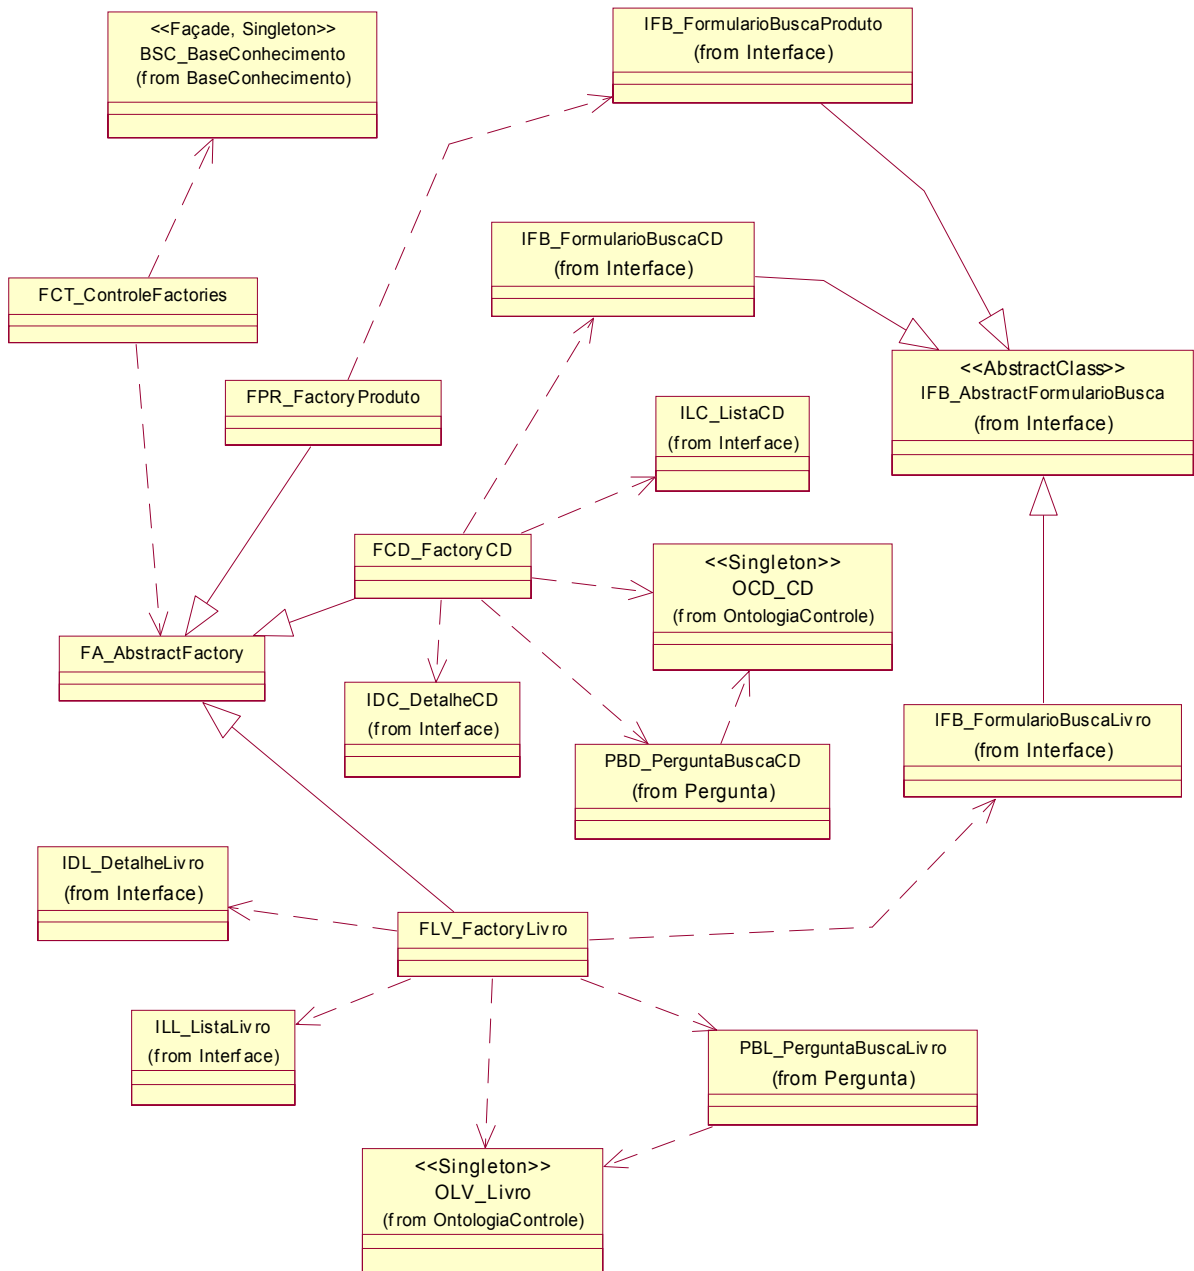 <<Façade, Singleton>>
BSC_BaseConhecimento
(from BaseConhecimento)
IFB_FormularioBuscaProduto
(from Interface)
IFB_FormularioBuscaCD
(from Interface)
FCT_ControleFactories
<<AbstractClass>>
IFB_AbstractFormularioBusca
(from Interface)
FPR_FactoryProduto
ILC_ListaCD
(from Interface)
FCD_FactoryCD
<<Singleton>>
OCD_CD
(from OntologiaControle)
FA_AbstractFactory
IDC_DetalheCD
(from Interface)
IFB_FormularioBuscaLivro
(from Interface)
PBD_PerguntaBuscaCD
(from Pergunta)
IDL_DetalheLivro
(from Interface)
FLV_FactoryLivro
ILL_ListaLivro
(from Interface)
PBL_PerguntaBuscaLivro
(from Pergunta)
<<Singleton>>
OLV_Livro
(from OntologiaControle)